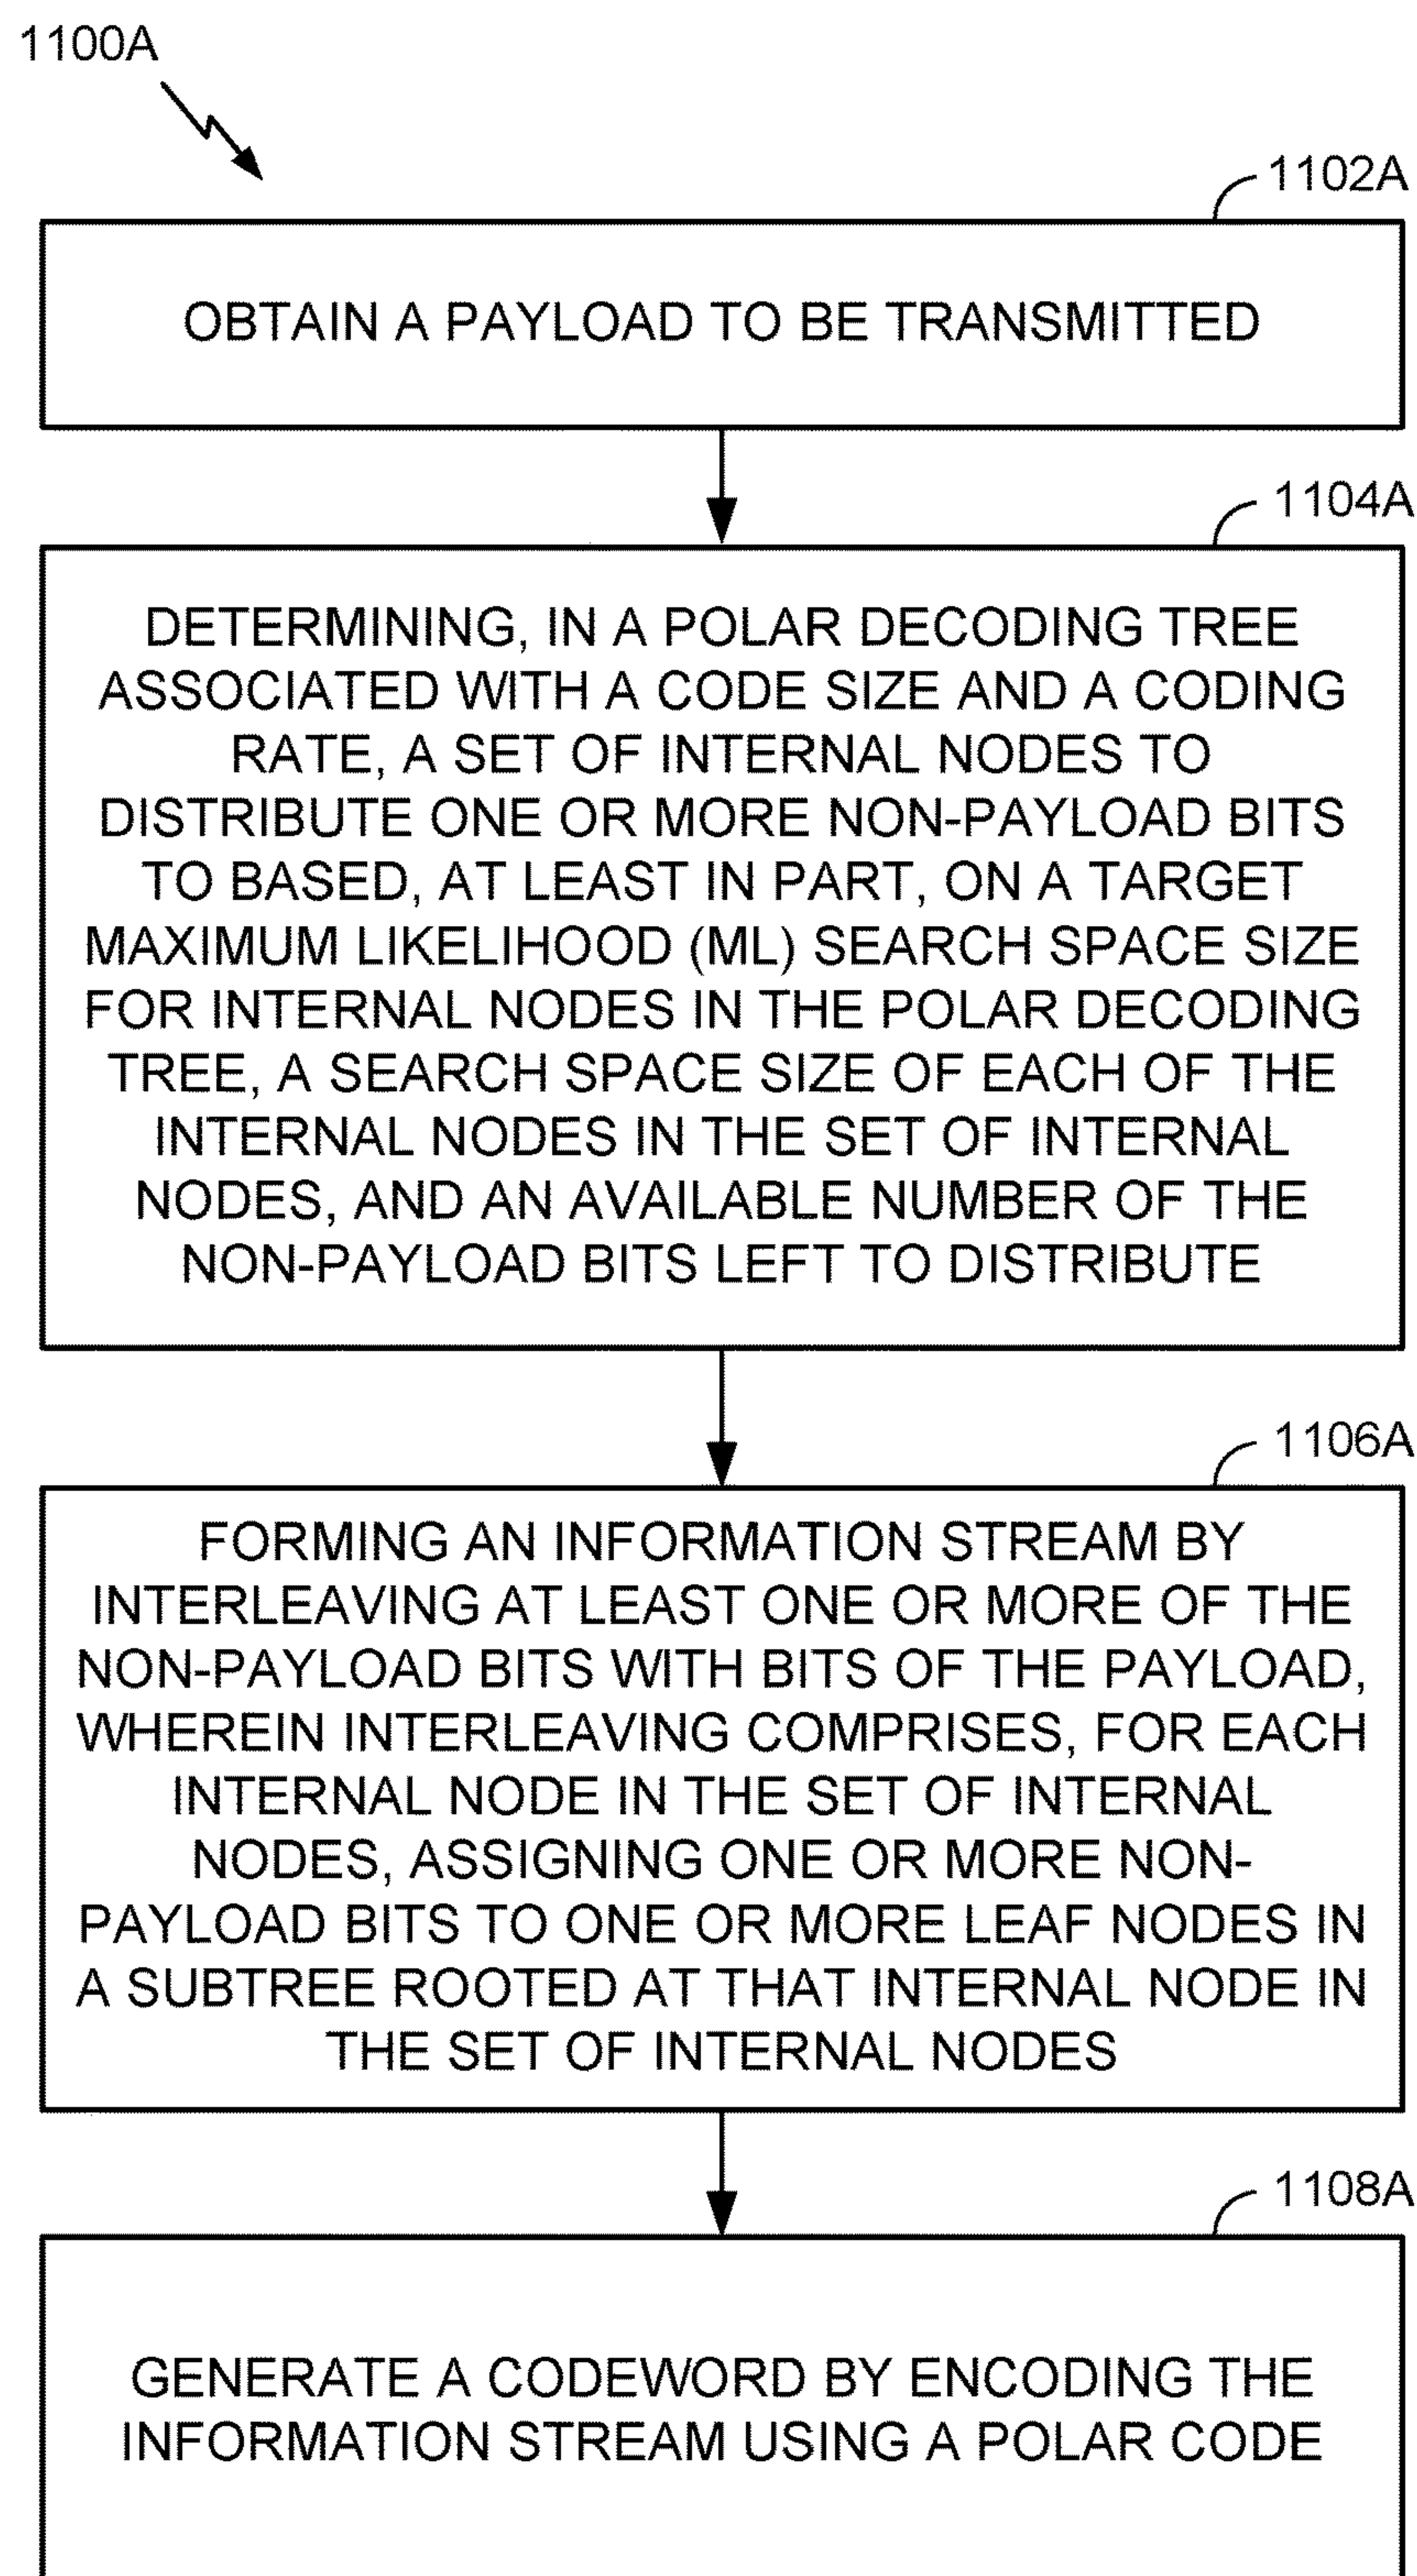 1100A
1102A
OBTAIN A PAYLOAD TO BE TRANSMITTED
1104A
DETERMINING, IN A POLAR DECODING TREE
ASSOCIATED WITH A CODE SIZE AND A CODING
RATE, A SET OF INTERNAL NODES TO
DISTRIBUTE ONE OR MORE NON-PAYLOAD BITS
TO BASED, AT LEAST IN PART, ON A TARGET
MAXIMUM LIKELIHOOD (ML) SEARCH SPACE SIZE
FOR INTERNAL NODES IN THE POLAR DECODING
TREE, A SEARCH SPACE SIZE OF EACH OF THE
INTERNAL NODES IN THE SET OF INTERNAL
NODES, AND AN AVAILABLE NUMBER OF THE
NON-PAYLOAD BITS LEFT TO DISTRIBUTE
1106A
FORMING AN INFORMATION STREAM BY
INTERLEAVING AT LEAST ONE OR MORE OF THE
NON-PAYLOAD BITS WITH BITS OF THE PAYLOAD,
WHEREIN INTERLEAVING COMPRISES, FOR EACH
INTERNAL NODE IN THE SET OF INTERNAL
NODES, ASSIGNING ONE OR MORE NON-
PAYLOAD BITS TO ONE OR MORE LEAF NODES IN
A SUBTREE ROOTED AT THAT INTERNAL NODE IN
THE SET OF INTERNAL NODES
1108A
GENERATE A CODEWORD BY ENCODING THE
INFORMATION STREAM USING A POLAR CODE